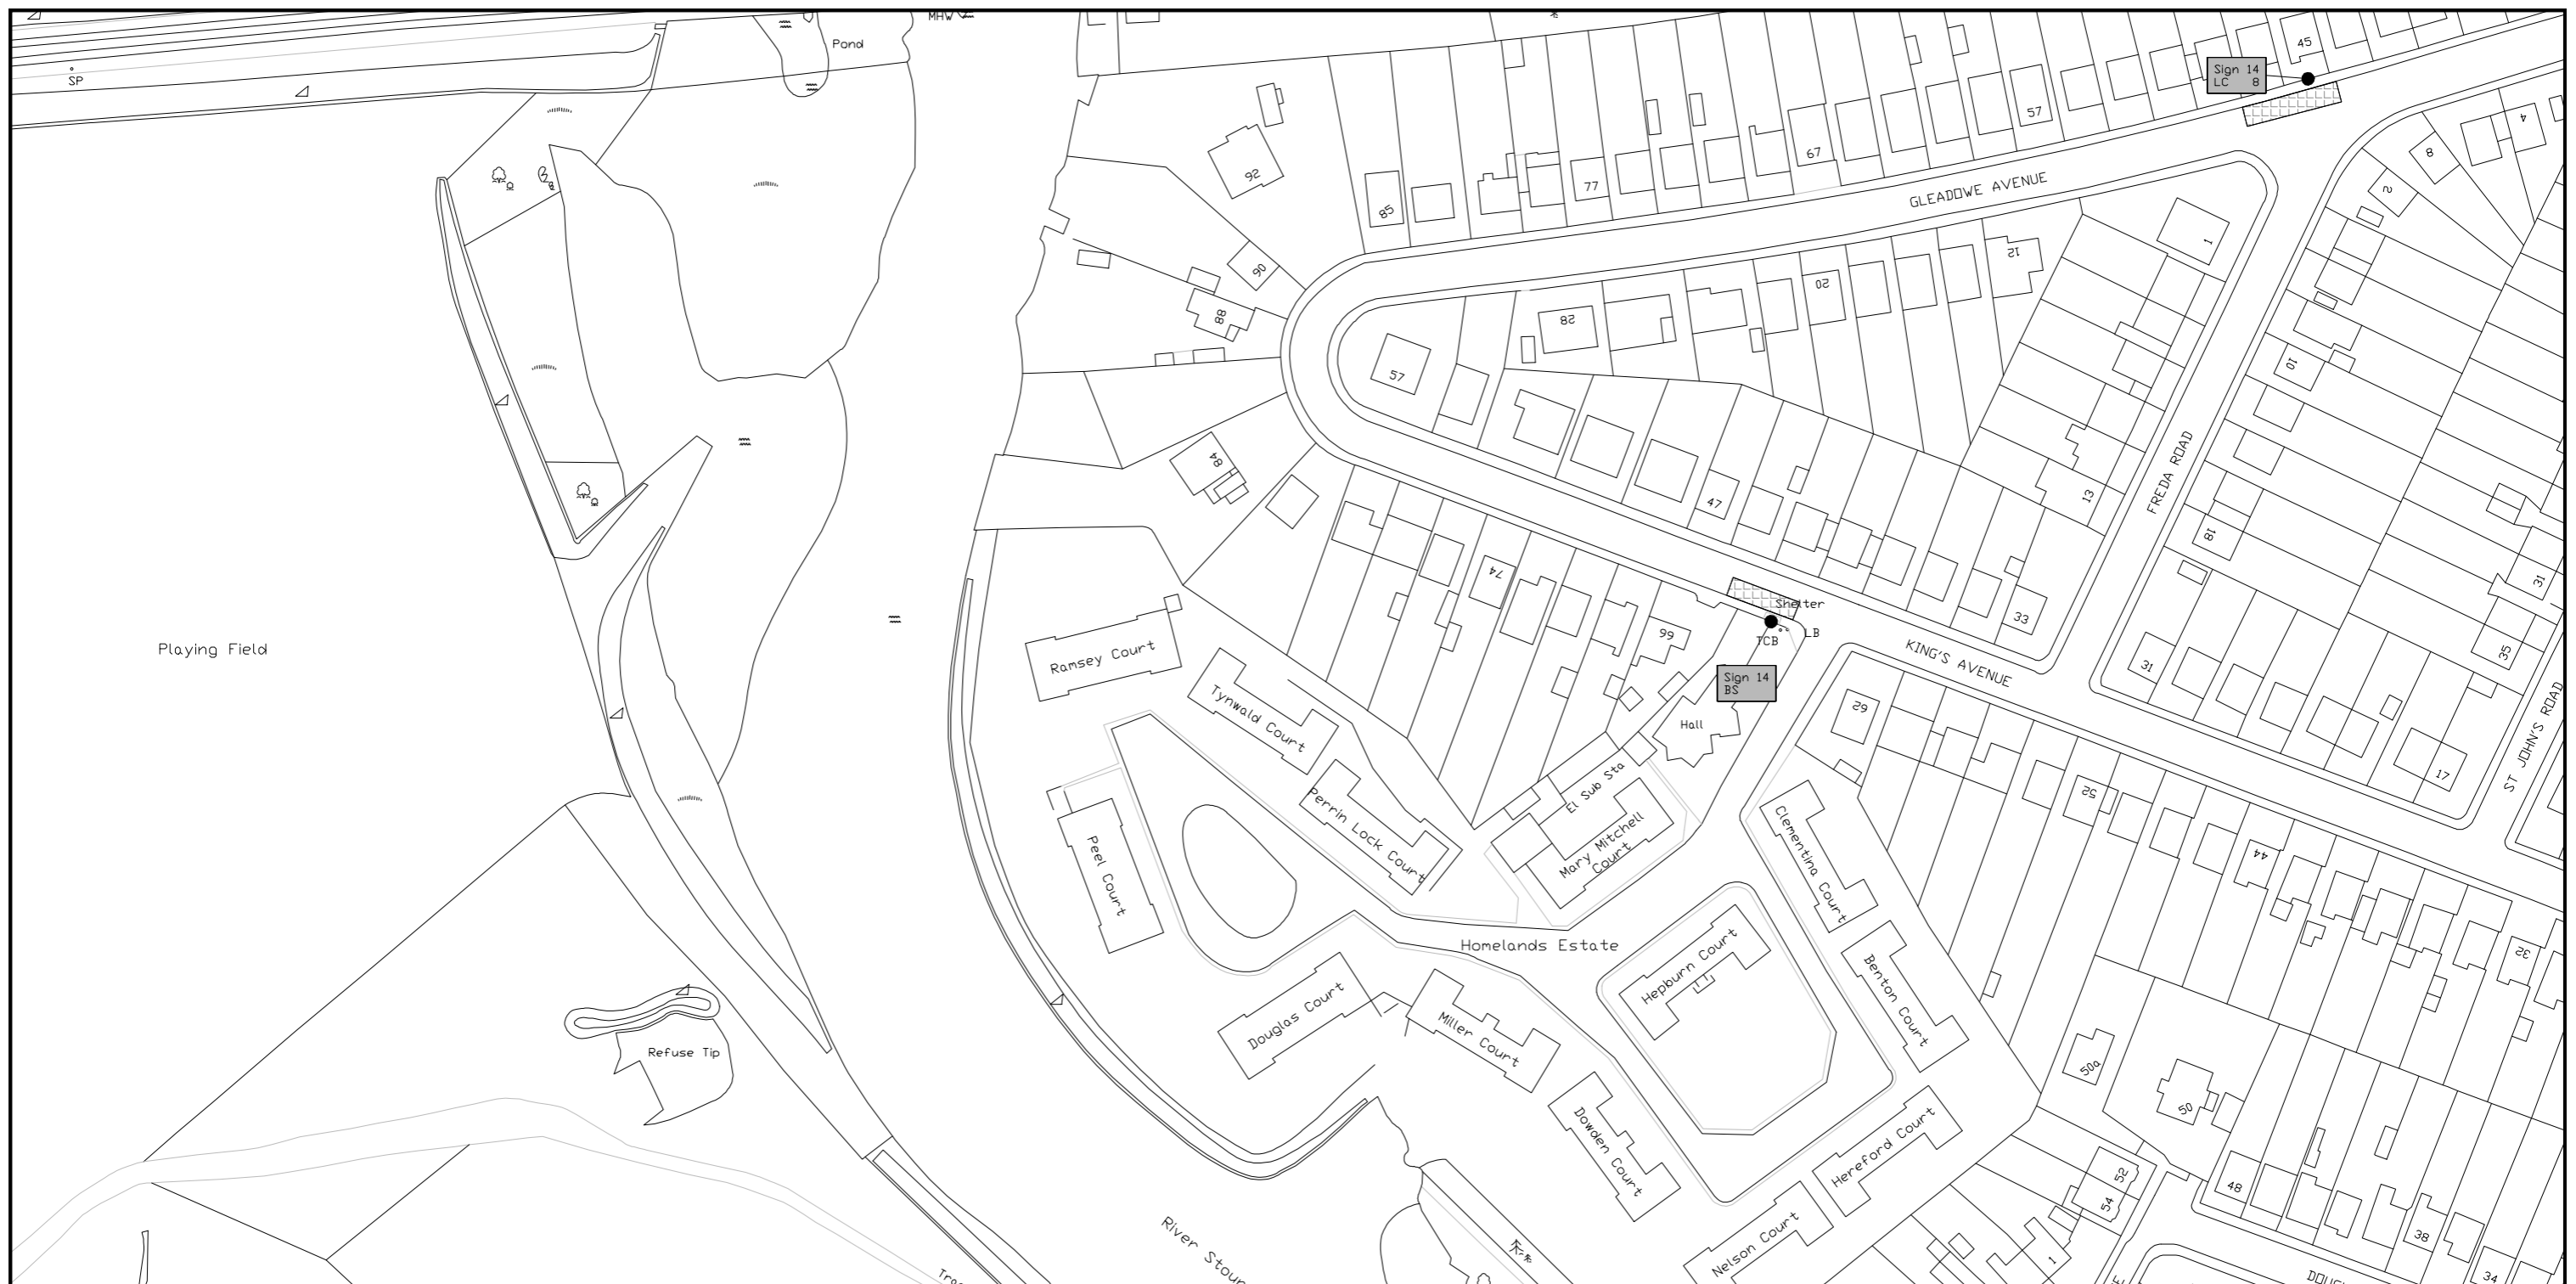 MHW
Pond
SP
45
Sign 14
LC 8
57
4
8
2
67
77
85
92
GLEADOWE AVENUE
1
90
12
88
20
28
57
10
84
FREDA ROAD
47
13
18
74
31
33
Shelter
TCB
LB
66
Playing Field
Ramsey Court
KING'S AVENUE
31
35
Sign 14
BS
Tynwald Court
Hall
29
ST JOHN'S ROAD
17
El Sub Sta
52
Perrin Lock Court
Mary Mitchell
Court
Clementina Court
Peel Court
44
Homelands Estate
32
Hepburn Court
Benton Court
Douglas Court
Miller Court
Refuse Tip
50a
50
Dowden Court
Hereford Court
52
54
48
38
Nelson Court
1
River Stour
34